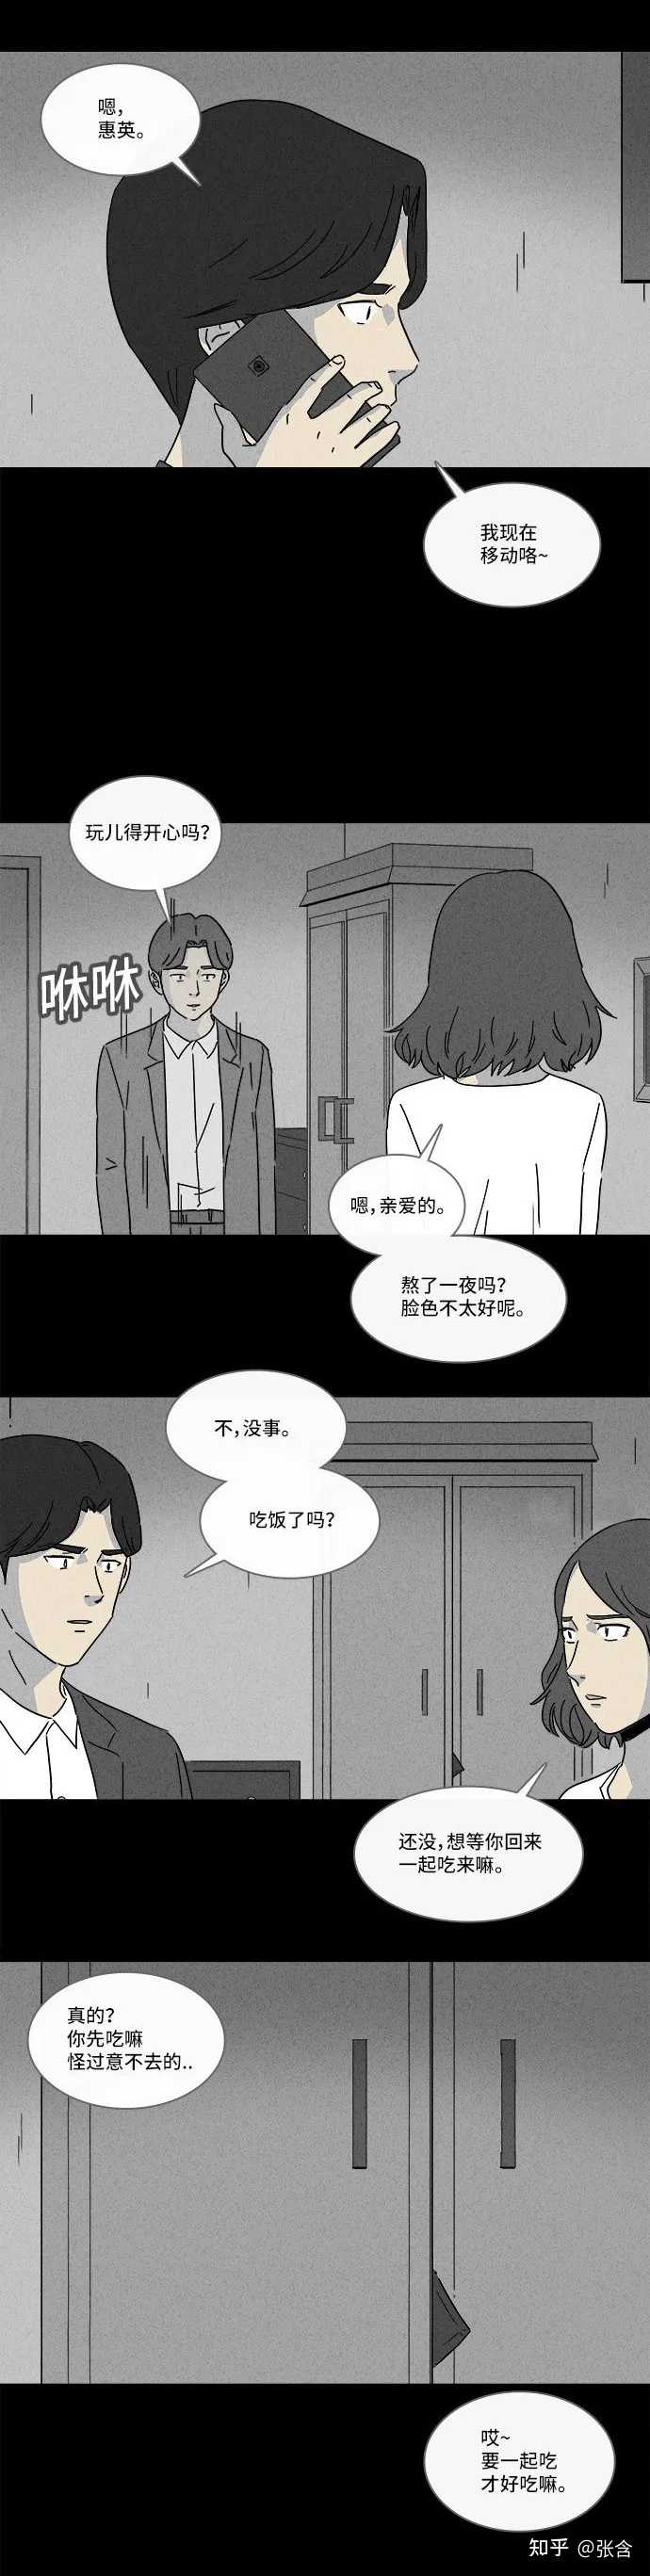 嗯，
惠英。
我现在
移动咯~
玩儿得开心吗？
咻咻
嗯，亲爱的。
熬了一夜吗？
脸色不太好呢。
不，没事。
吃饭了吗？
还没，想等你回来
一起吃来嘛。
真的？
你先吃嘛
怪过意不去的..
哎~
要一起吃
才好吃嘛。
知乎 @张含